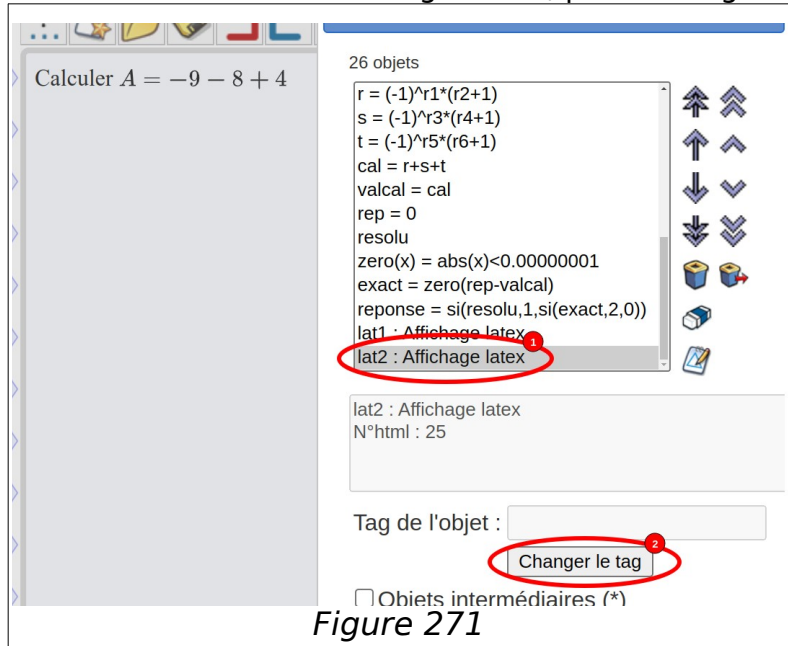 Calculer A = −9 − 8 + 4
26 objets
r = (-1)^r1*(r2+1)
s = (-1)^r3*(r4+1)
t = (-1)^r5*(r6+1)
cal = r+s+t
valcal = cal
rep = 0
resolu
zero(x) = abs(x)<0.00000001
exact = zero(rep-valcal)
reponse = si(resolu,1,si(exact,2,0))
lat1 : Affichage latex
1
lat2 : Affichage latex
lat2 : Affichage latex
N°html : 25
Tag de l'objet :
2
Changer le tag
Objets intermédiaires (*)
Figure 271